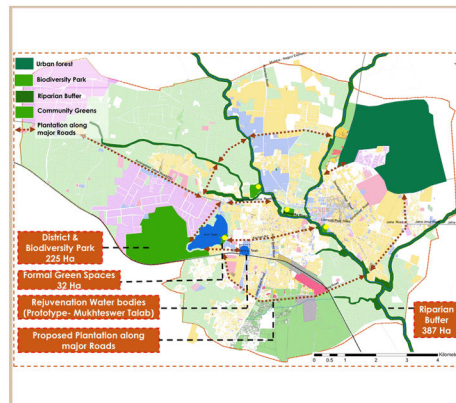 Urban forest
Biodiversity Park
Riparian Buffer
Community Greens
Plantation along
major Roads
District &
Biodiversity Park
225 Ha
Formal Green Spaces
32 Ha
Rejuvenation Water bodies
(Prototype- Mukhteswer Talab)
Proposed Plantation along
major Roads
Riparian
Buffer
387 Ha
0 0.5 1 2 3 4